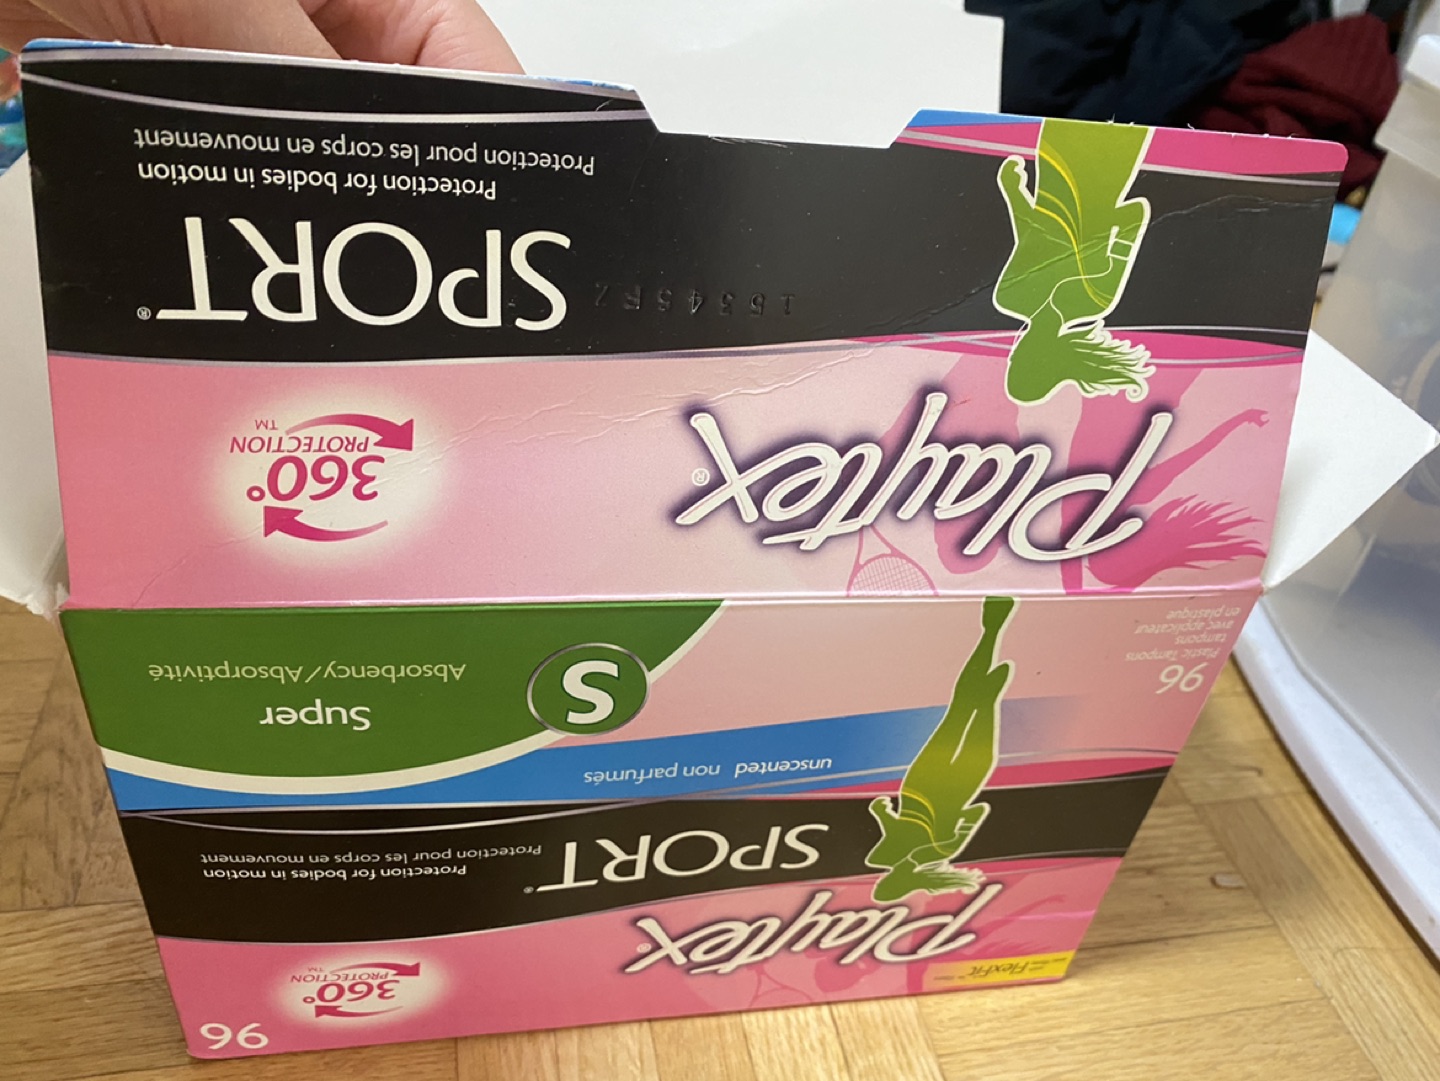 96
FlexFit™
360°
PROTECTION
™
Playtex®
SPORT®
Protection for bodies in motion
Protection pour les corps en mouvement
unscented non parfumés
96
Plastic Tampons
tampons
avec applicateur
en plastique
S
Super
Absorbency/Absorptivité
Playtex®
360°
PROTECTION
™
SPORT®
Protection for bodies in motion
Protection pour les corps en mouvement